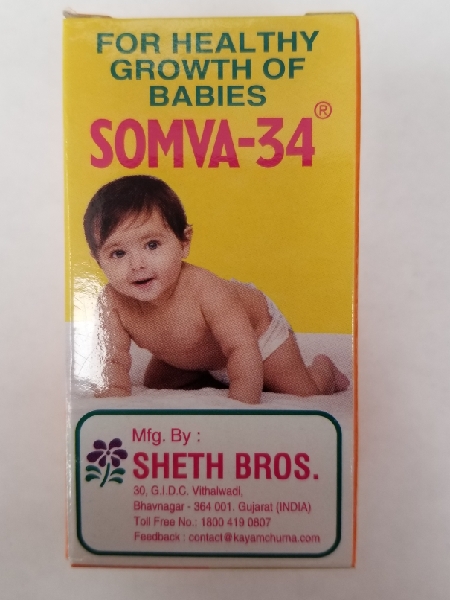 FOR HEALTHY
GROWTH OF
BABIES
SOMVA-34®
Mfg. By :
SHETH BROS.
30, G.I.D.C. Vithalwadi,
Bhavnagar - 364 001. Gujarat (INDIA)
Toll Free No.: 1800 419 0807
Feedback : contact@kayamchurna.com